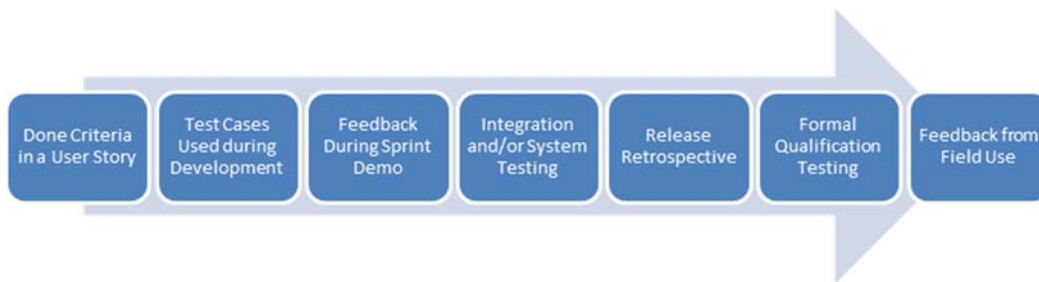 Done Criteria
in a User Story
Test Cases
Used during
Development
Feedback
During Sprint
Demo
Integration
and/or System
Testing
Release
Retrospective
Formal
Qualification
Testing
Feedback from
Field Use